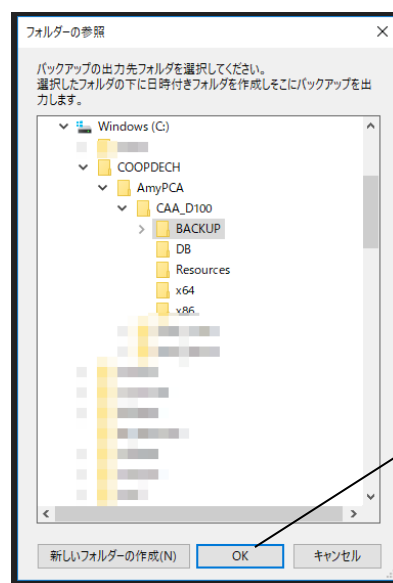 フォルダーの参照
バックアップの出力先フォルダを選択してください。
選択したフォルダの下に日時付きフォルダを作成しそこにバックアップを出
力します。
Windows (C:)
COOPDECH
AmyPCA
CAA_D100
BACKUP
DB
Resources
x64
x86
新しいフォルダーの作成(N)
OK
キャンセル